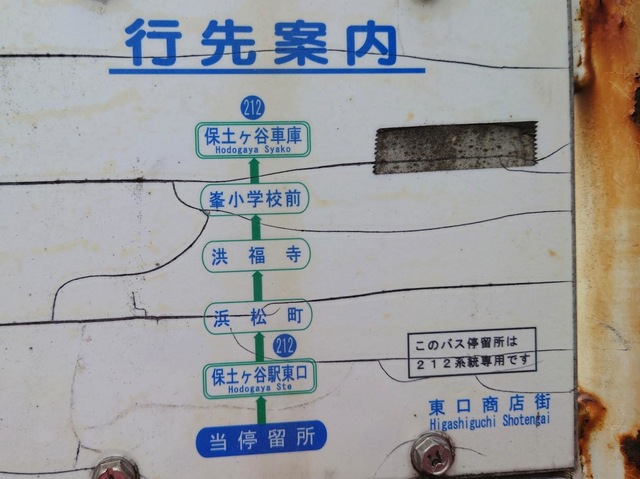 行先案内
212
保土ヶ谷車庫
Hodogaya Syako
峯小学校前
洪福寺
浜松町
212
保土ヶ谷駅東口
Hodogaya Ste
当停留所
このバス停留所は
212系統専用です
東口商店街
Higashiguchi Shotengai